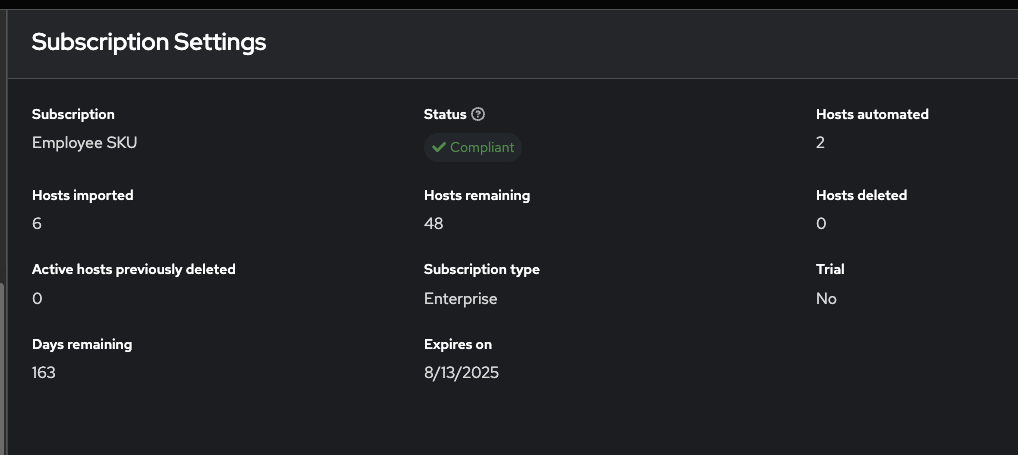 Subscription Settings
Subscription
Employee SKU
Status
Compliant
Hosts automated
2
Hosts imported
6
Hosts remaining
48
Hosts deleted
0
Active hosts previously deleted
0
Subscription type
Enterprise
Trial
No
Days remaining
163
Expires on
8/13/2025